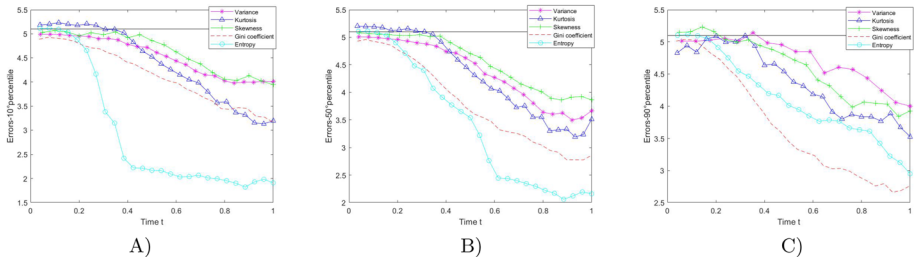 5.5
5
4.5
4
3.5
3
2.5
2
1.5
0 0.2 0.4 0.6 0.8 1
Time t
Errors-10°percentile
Variance
Kurtosis
Skewness
Gini coefficient
Entropy
A)
5.5
5
4.5
4
3.5
3
2.5
2
0 0.2 0.4 0.6 0.8 1
Time t
Errors-50°percentile
Variance
Kurtosis
Skewness
Gini coefficient
Entropy
B)
5.5
5
4.5
4
3.5
3
2.5
0 0.2 0.4 0.6 0.8 1
Time t
Errors-90°percentile
Variance
Kurtosis
Skewness
Gini coefficient
Entropy
C)